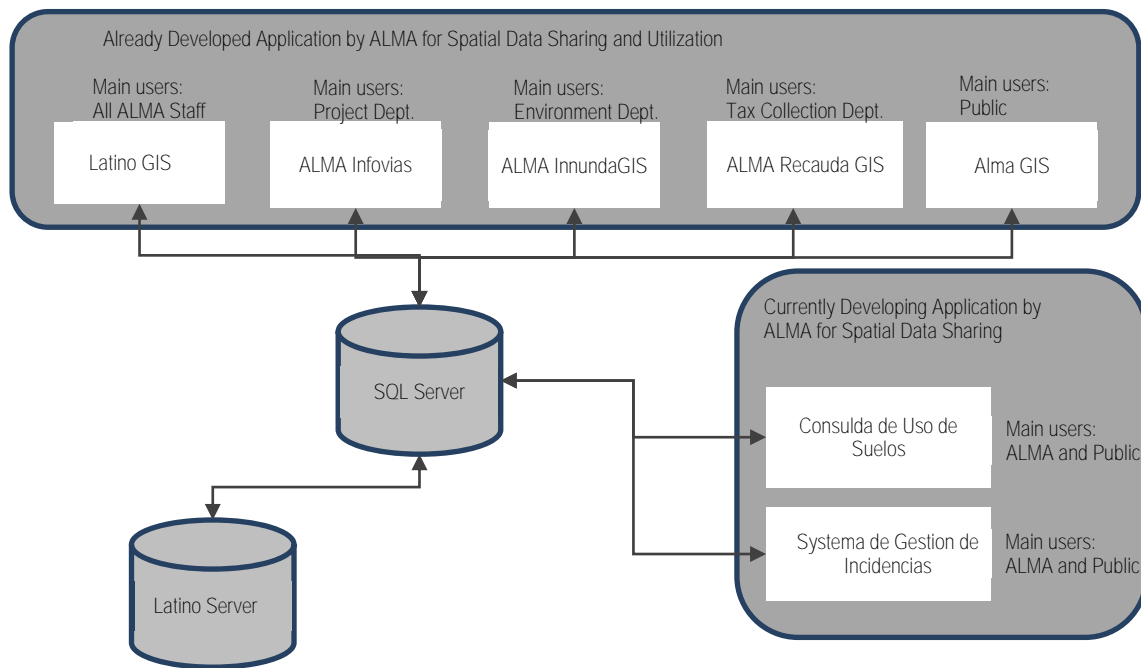 Already Developed Application by ALMA for Spatial Data Sharing and Utilization
Main users:
All ALMA Staff
Latino GIS
Main users:
Project Dept.
ALMA Infovias
Main users:
Environment Dept.
ALMA InnundaGIS
Main users:
Tax Collection Dept.
ALMA Recauda GIS
Main users:
Public
Alma GIS
SQL Server
Latino Server
Currently Developing Application by
ALMA for Spatial Data Sharing
Consulda de Uso de
Suelos
Main users:
ALMA and Public
Systema de Gestion de
Incidencias
Main users:
ALMA and Public